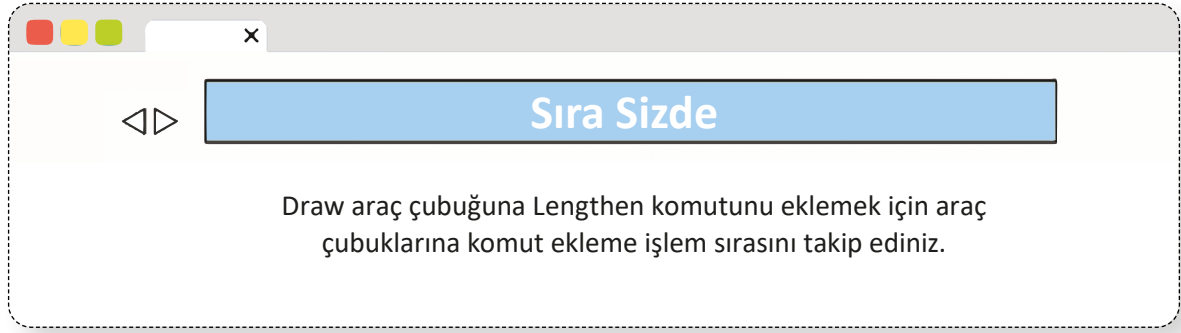 Sıra Sizde
Draw araç çubuğuna Lengthen komutunu eklemek için araç
çubuklarına komut ekleme işlem sırasını takip ediniz.